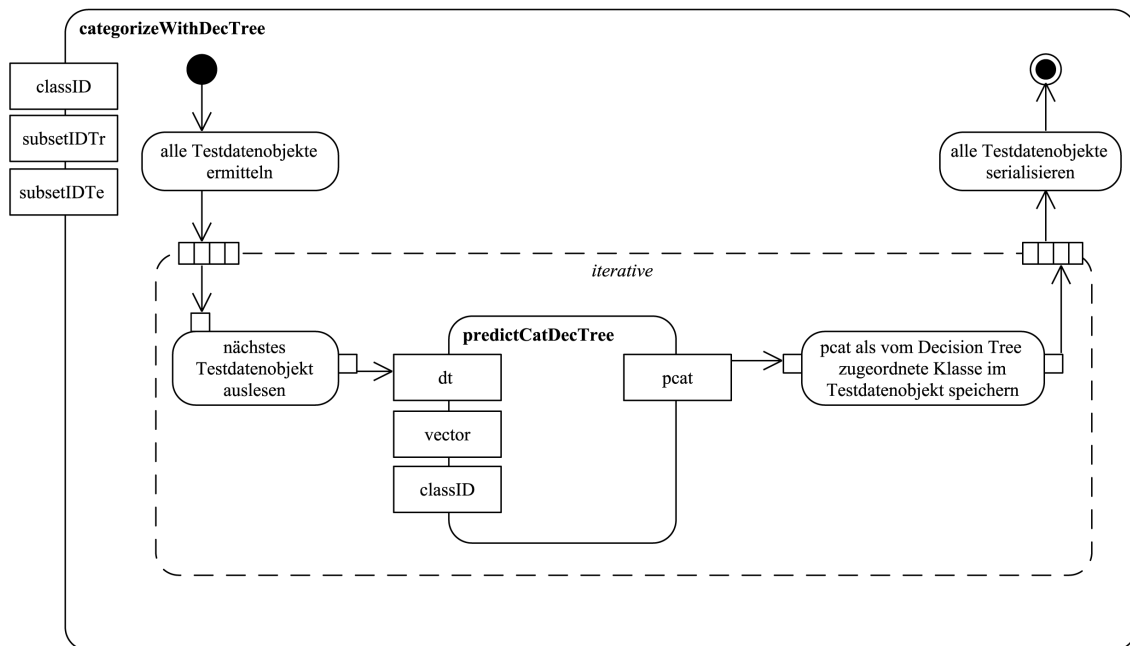 categorizeWithDecTree
classID
subsetIDTr
subsetIDTe
alle Testdatenobjekte
ermitteln
alle Testdatenobjekte
serialisieren
iterative
nächstes
Testdatenobjekt
auslesen
predictCatDecTree
dt
vector
classID
pcat
pcat als vom Decision Tree
zugeordnete Klasse im
Testdatenobjekt speichern